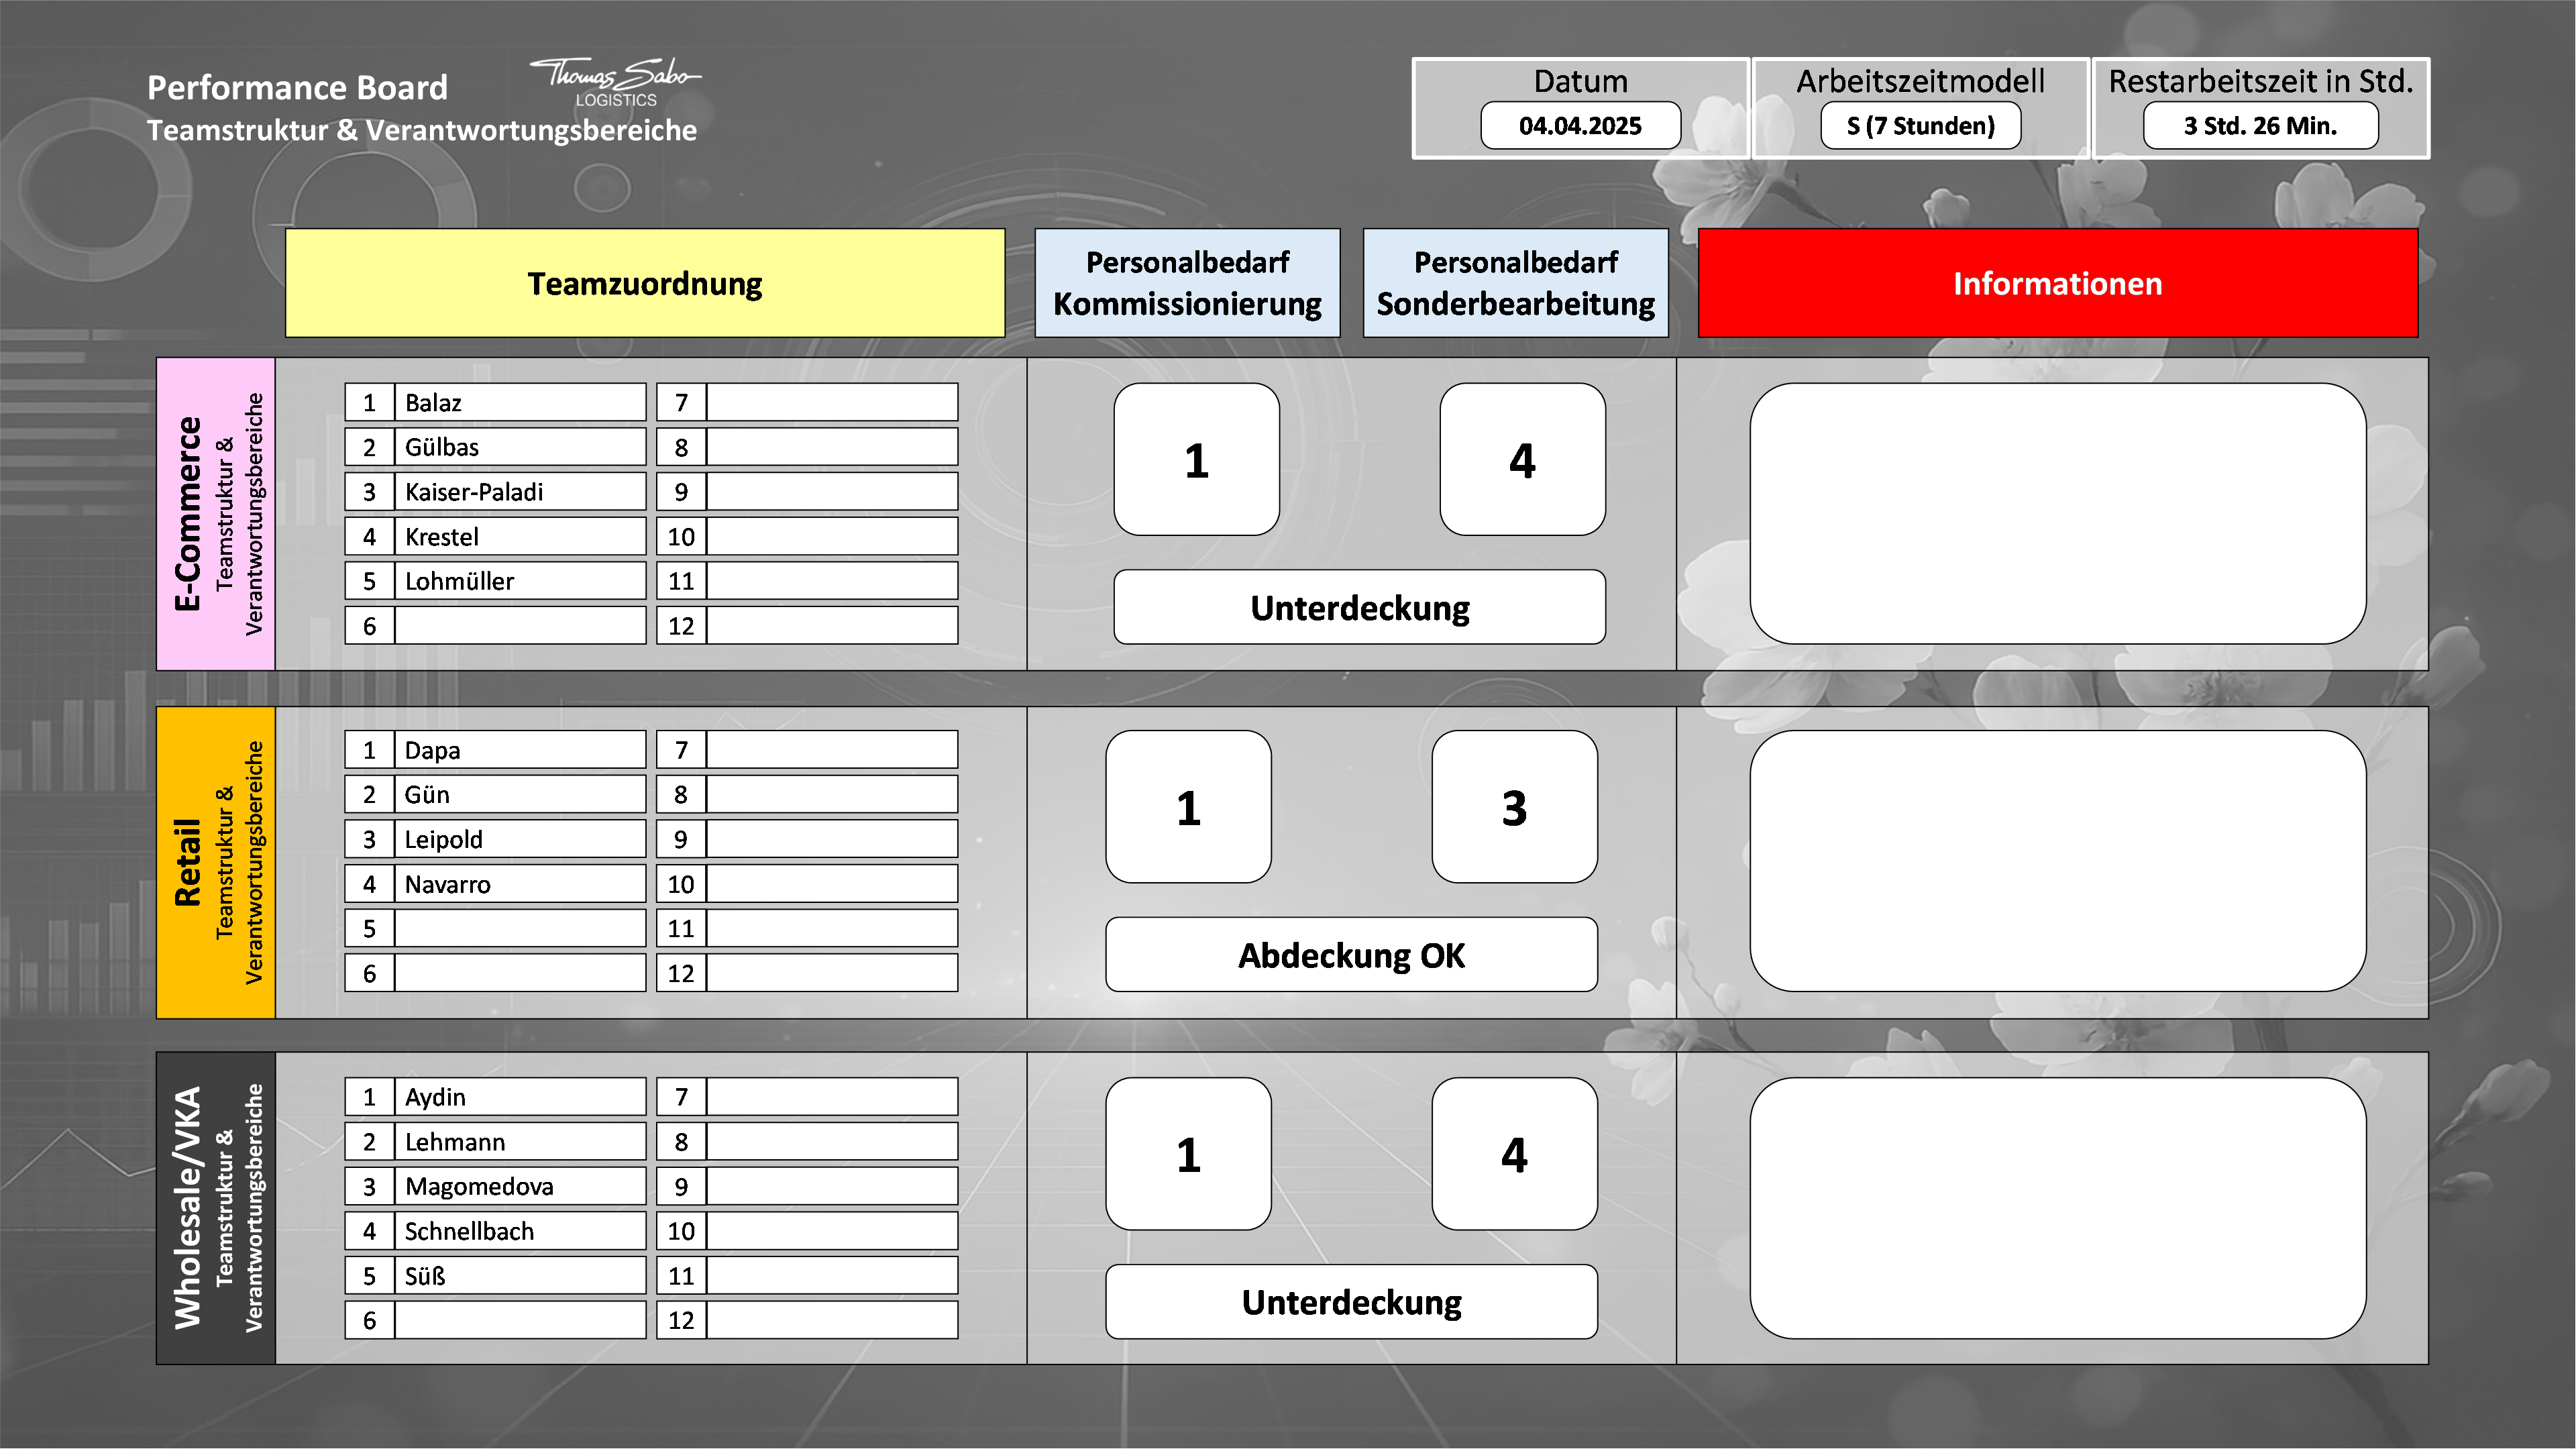 Performance Board
Thomas Sabo
LOGISTICS
Teamstruktur & Verantwortungsbereiche
Datum
04.04.2025
Arbeitszeitmodell
S (7 Stunden)
Restarbeitszeit in Std.
3 Std. 26 Min.
Teamzuordnung
Personalbedarf
Kommissionierung
Personalbedarf
Sonderbearbeitung
Informationen
E-Commerce
Teamstruktur &
Verantwortungsbereiche
1 Balaz
2 Gülbas
3 Kaiser-Paladi
4 Krestel
5 Lohmüller
6
7
8
9
10
11
12
1
4
Unterdeckung
Retail
Teamstruktur &
Verantwortungsbereiche
1 Dapa
2 Gün
3 Leipold
4 Navarro
5
6
7
8
9
10
11
12
1
3
Abdeckung OK
Wholesale/VKA
Teamstruktur &
Verantwortungsbereiche
1 Aydin
2 Lehmann
3 Magomedova
4 Schnellbach
5 Süß
6
7
8
9
10
11
12
1
4
Unterdeckung